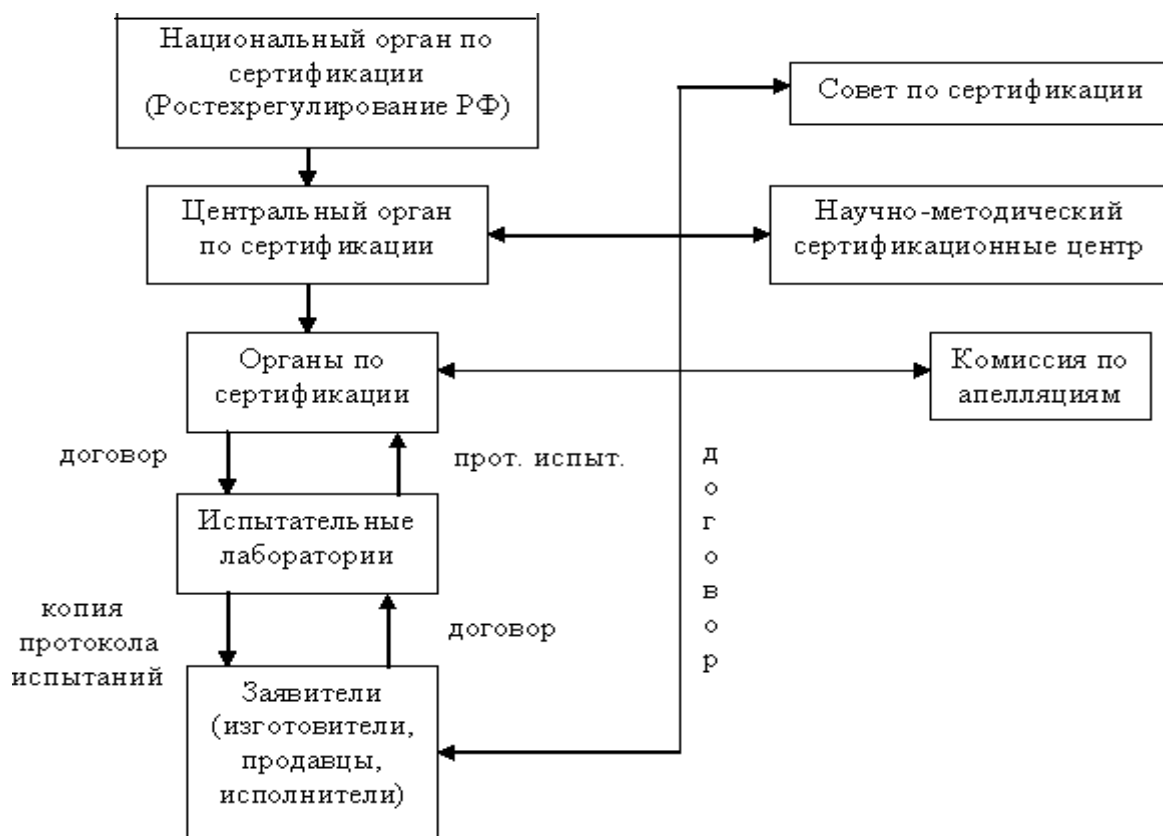 Национальный орган по
сертификации
(Ростехрегулирование РФ)
Совет по сертификации
Центральный орган
по сертификации
Научно-методический
сертификационные центр
Органы по
сертификации
Комиссия по
апелляциям
договор
прот. испыт.
договор
Испытательные
лаборатории
копия
протокола
испытаний
договор
Заявители
(изготовители,
продавцы,
исполнители)